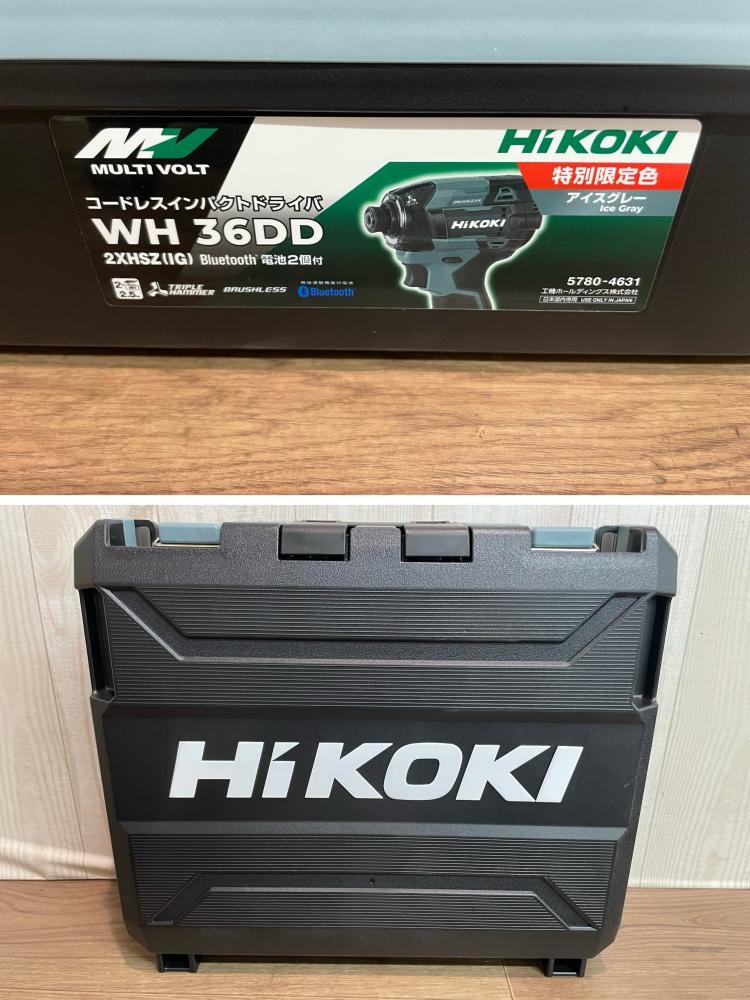 MV
MULTI VOLT
HiKOKI
特別限定色
アイスグレー
Ice Gray
コードレスインパクトドライバ
WH 36DD
2XHSZ(IG) Bluetooth® 電池2個付
BRUSHLESS
HiKOKI
TRIPLE HAMMER
BRUSHLESS
Bluetooth®
5780-4631
工機ホールディングス株式会社
日本国内専用 USE ONLY IN JAPAN
HiKOKI